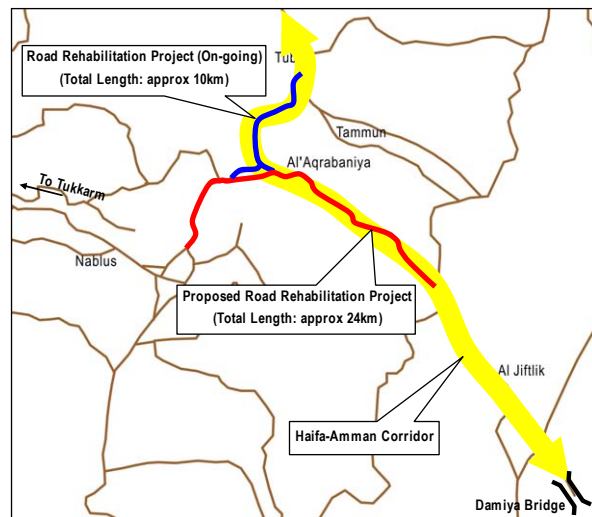 Road Rehabilitation Project (On-going)
(Total Length: approx 10km)
Tub
Tammun
Al'Aqrabaniya
To Tukkarm
Nablus
Proposed Road Rehabilitation Project
(Total Length: approx 24km)
Al Jiftlik
Haifa-Amman Corridor
Damiya Bridge